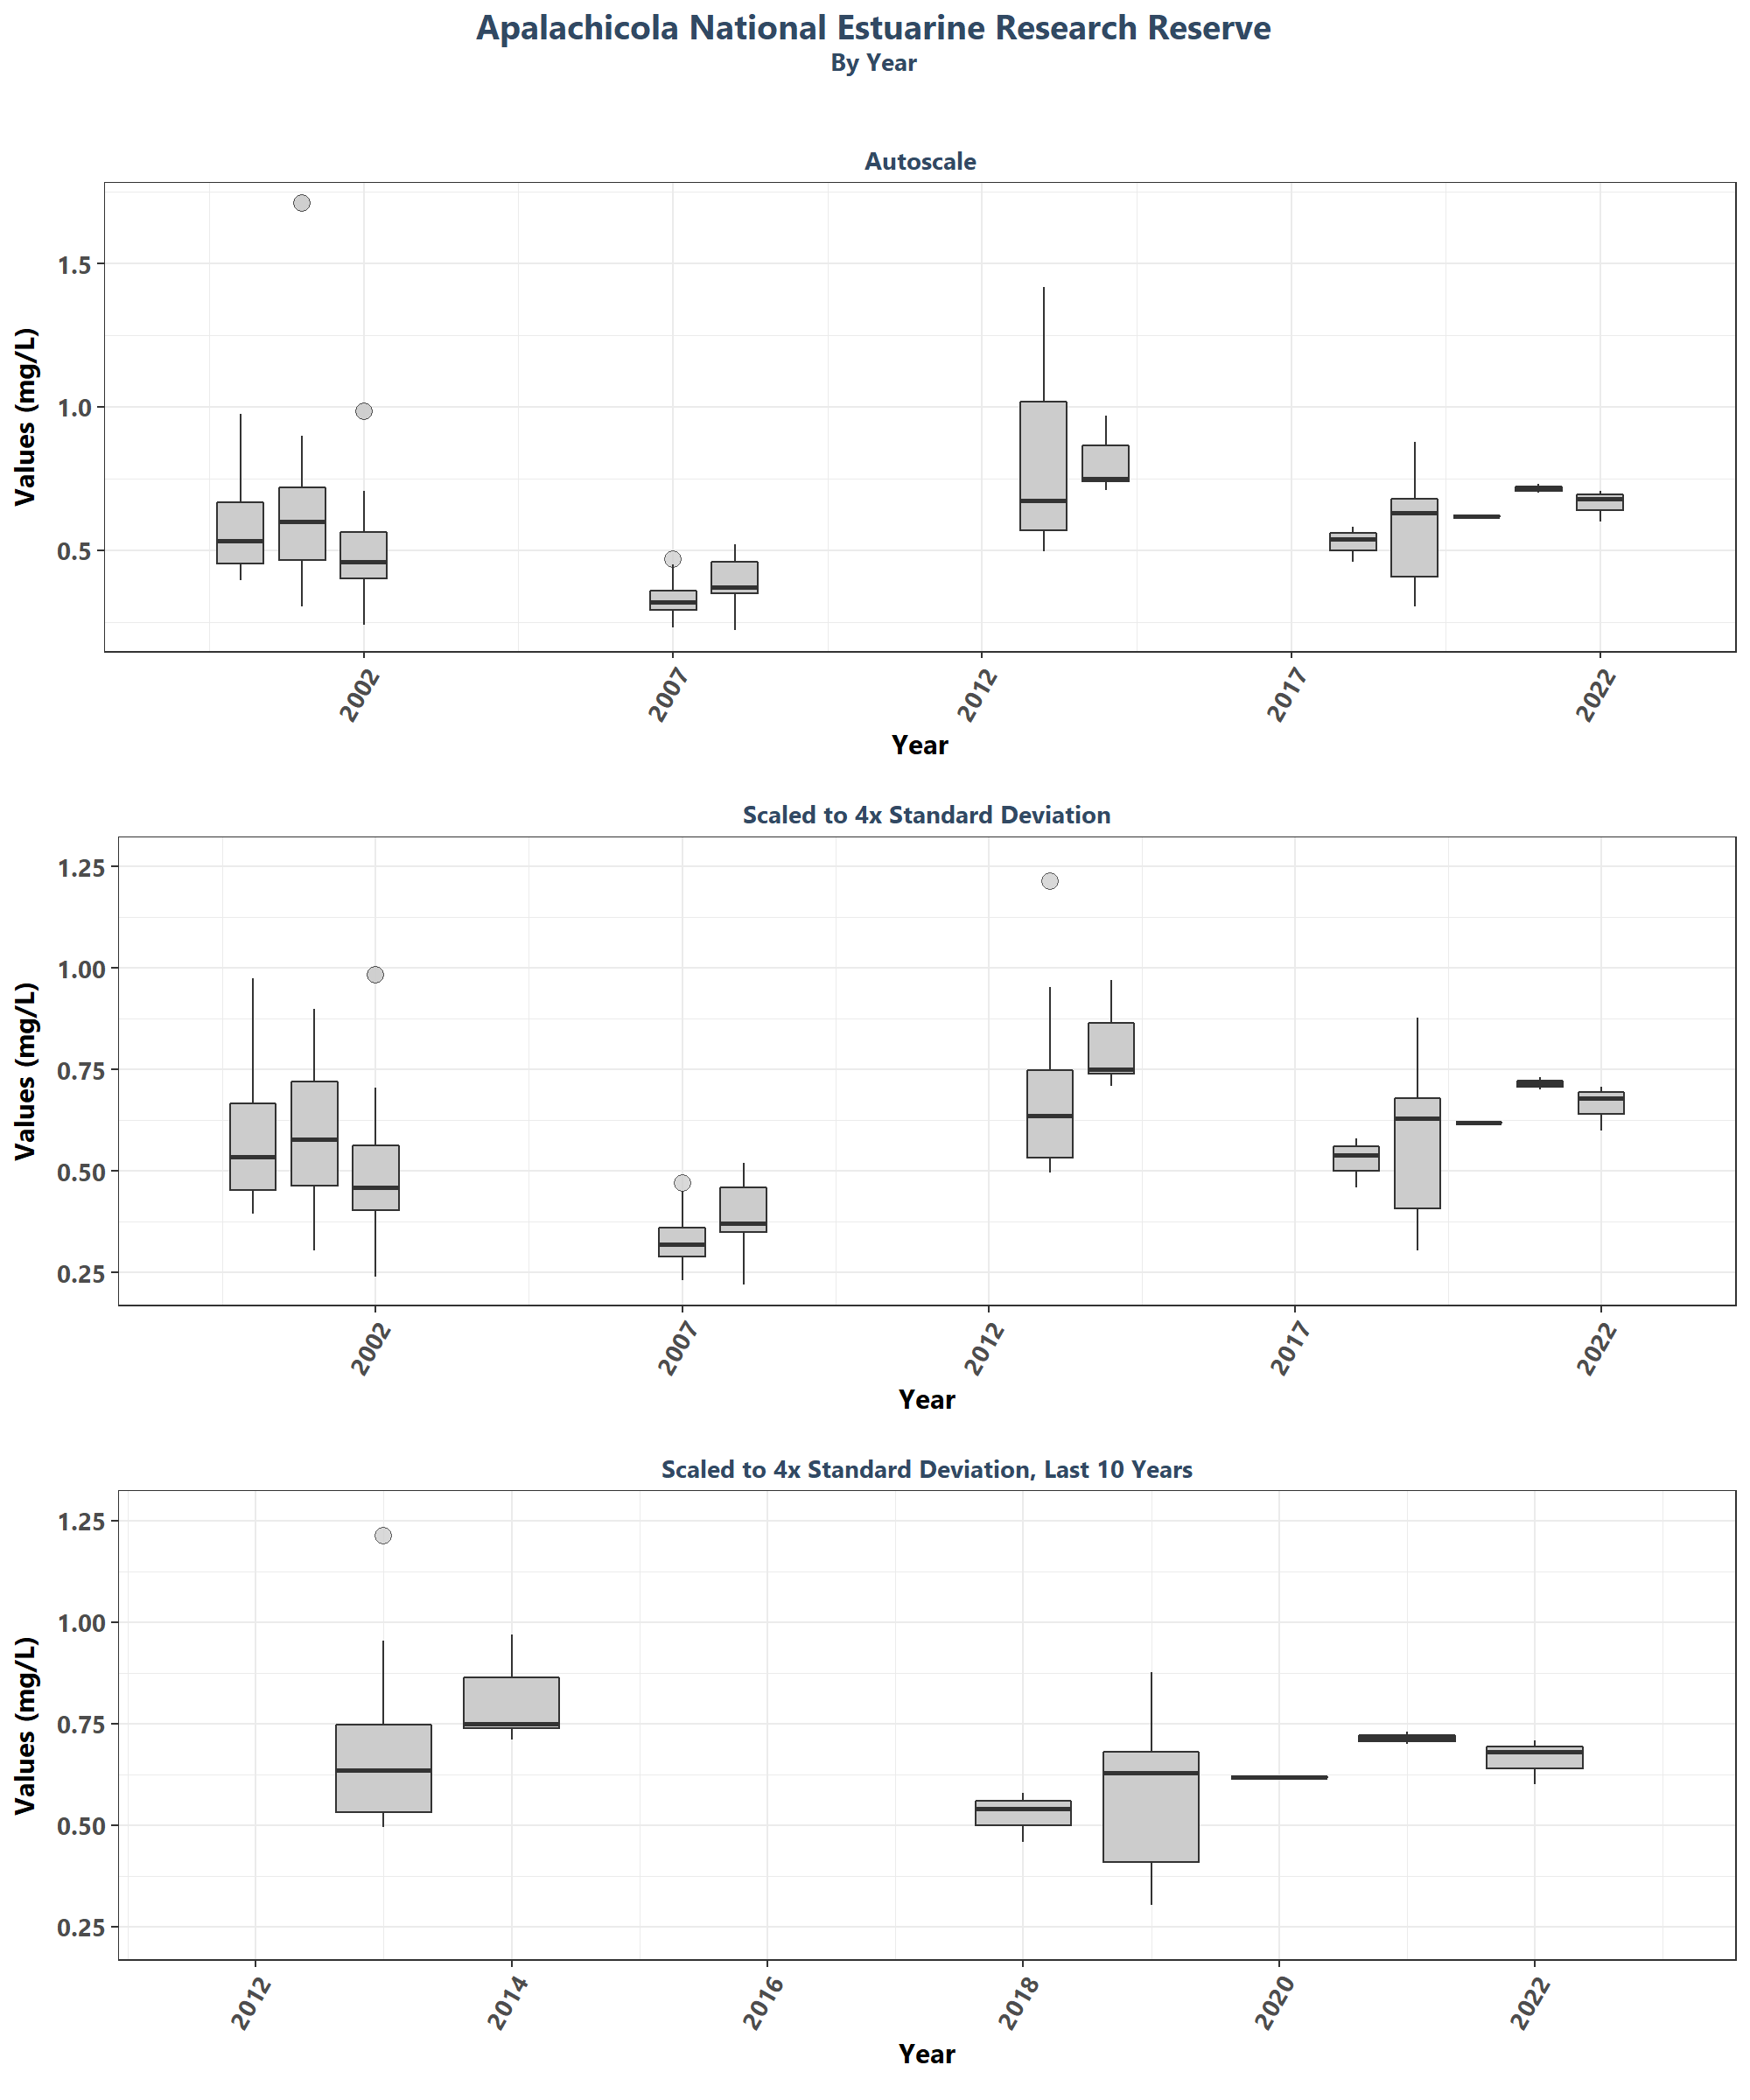 Apalachicola National Estuarine Research Reserve
By Year
Autoscale
Values (mg/L)
1.5
1.0
0.5
2002 2007 2012 2017 2022
Year
Scaled to 4x Standard Deviation
Values (mg/L)
1.25
1.00
0.75
0.50
0.25
2002 2007 2012 2017 2022
Year
Scaled to 4x Standard Deviation, Last 10 Years
Values (mg/L)
1.25
1.00
0.75
0.50
0.25
2012 2014 2016 2018 2020 2022
Year